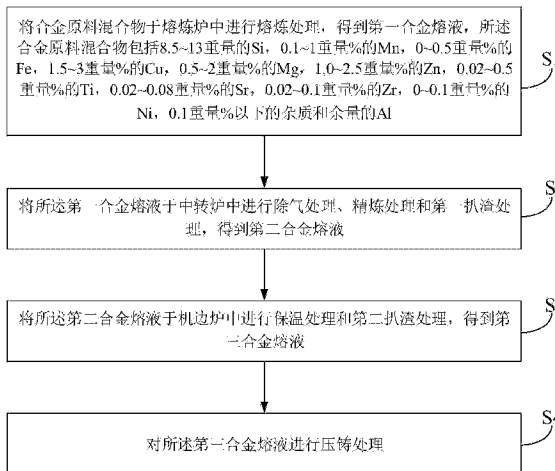 将合金原料混合物于熔炼炉中进行熔炼处理，得到第一合金熔液，所述
合金原料混合物包括8.5~13重量的Si，0.1~1重量%的Mn，0~0.5重量%的
Fe，1.5~3重量%的Cu，0.5~2重量%的Mg，1.0~2.5重量%的Zn，0.02~0.5
重量%的Ti，0.02~0.08重量%的Sr，0.02~0.1重量%的Zr，0~0.1重量%的
Ni，0.1重量%以下的杂质和余量的Al
S
将所述第一合金熔液于中转炉中进行除气处理、精炼处理和第一扒渣处
理，得到第二合金熔液
S
将所述第二合金熔液于机边炉中进行保温处理和第二扒渣处理，得到第
三合金熔液
S
对所述第三合金熔液进行压铸处理
S